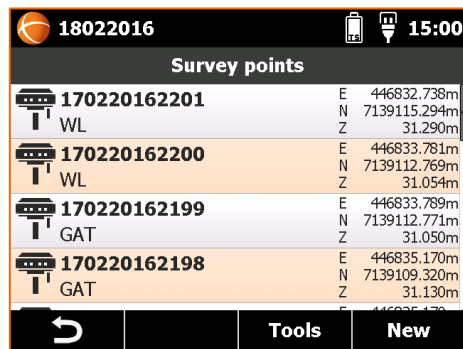 18022016 TS 15:00
Survey points
170220162201 E 446832.738m
N 7139115.294m
WL Z 31.290m
170220162200 E 446833.781m
N 7139112.769m
WL Z 31.054m
170220162199 E 446833.789m
N 7139112.771m
GAT Z 31.050m
170220162198 E 446835.170m
N 7139109.320m
GAT Z 31.130m
Tools New